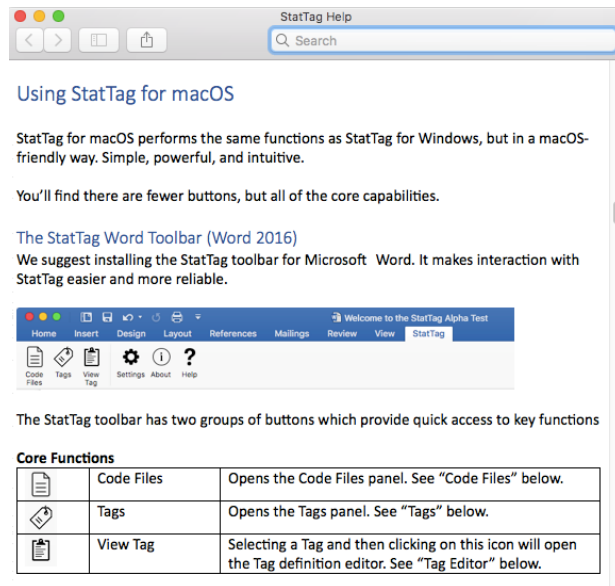 StatTag Help
Search
Using StatTag for macOS
StatTag for macOS performs the same functions as StatTag for Windows, but in a macOS-
friendly way. Simple, powerful, and intuitive.
You'll find there are fewer buttons, but all of the core capabilities.
The StatTag Word Toolbar (Word 2016)
We suggest installing the StatTag toolbar for Microsoft Word. It makes interaction with
StatTag easier and more reliable.
Welcome to the StatTag Alpha Test
Home Insert Design Layout References Mailings Review View StatTag
Code Files Tags View Tag Settings About Help
The StatTag toolbar has two groups of buttons which provide quick access to key functions
Core Functions
Code Files Opens the Code Files panel. See "Code Files" below.
Tags Opens the Tags panel. See "Tags" below.
View Tag Selecting a Tag and then clicking on this icon will open
the Tag definition editor. See "Tag Editor" below.